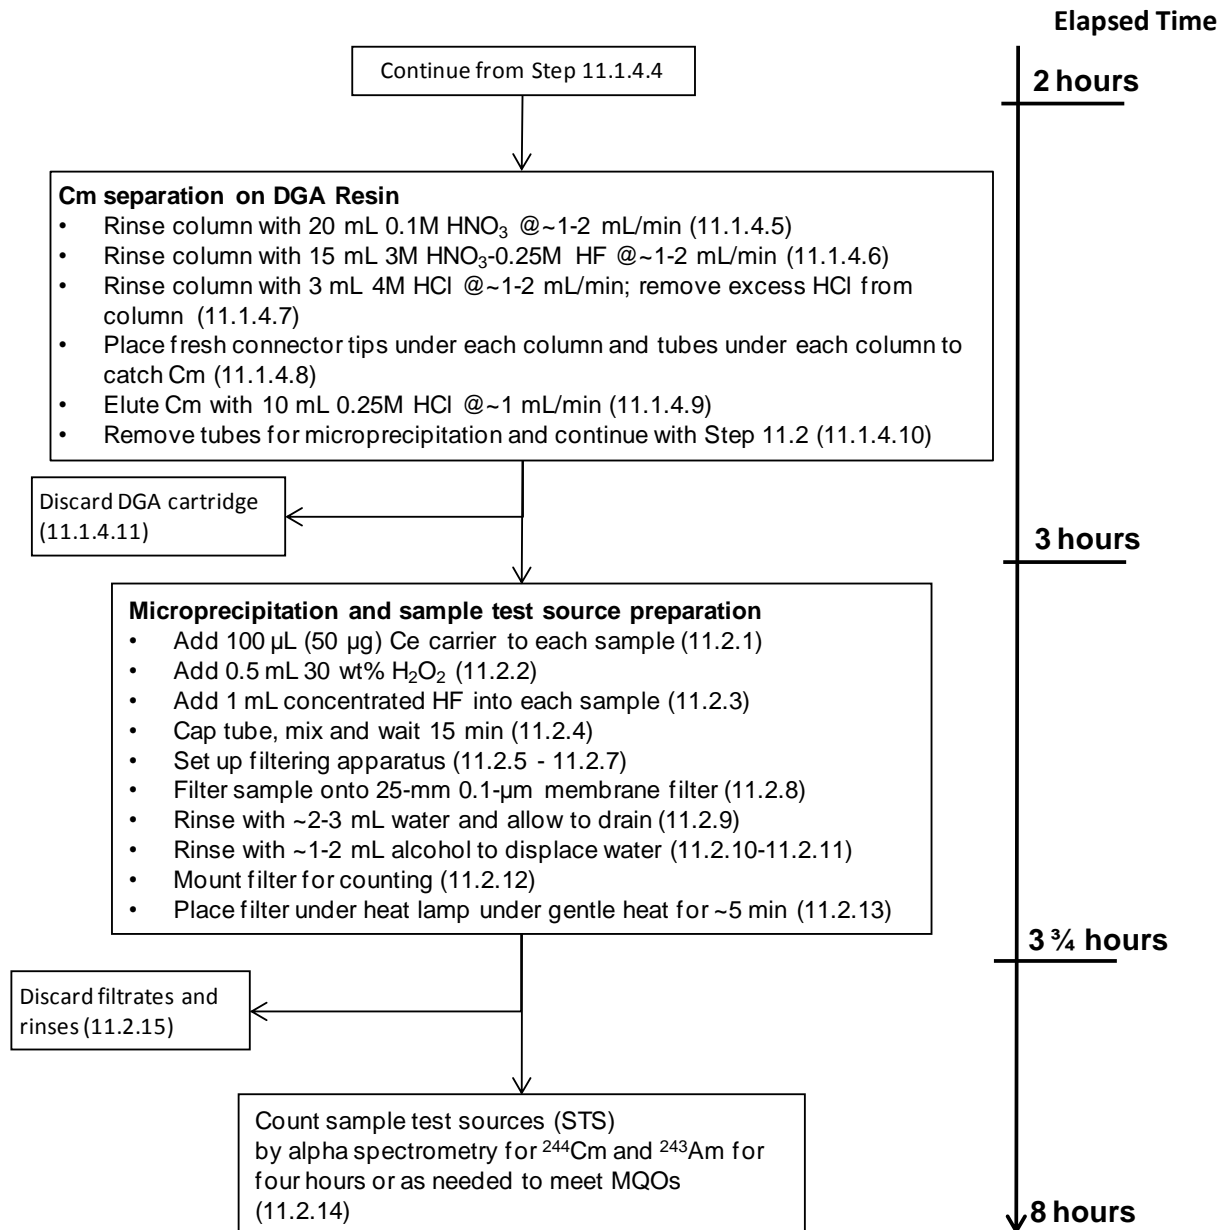 Elapsed Time
Continue from Step 11.1.4.4
2 hours
Cm separation on DGA Resin
• Rinse column with 20 mL 0.1M HNO₃ @~1-2 mL/min (11.1.4.5)
• Rinse column with 15 mL 3M HNO₃-0.25M HF @~1-2 mL/min (11.1.4.6)
• Rinse column with 3 mL 4M HCl @~1-2 mL/min; remove excess HCl from
column (11.1.4.7)
• Place fresh connector tips under each column and tubes under each column to
catch Cm (11.1.4.8)
• Elute Cm with 10 mL 0.25M HCl @~1 mL/min (11.1.4.9)
• Remove tubes for microprecipitation and continue with Step 11.2 (11.1.4.10)
Discard DGA cartridge
(11.1.4.11)
3 hours
Microprecipitation and sample test source preparation
• Add 100 µL (50 µg) Ce carrier to each sample (11.2.1)
• Add 0.5 mL 30 wt% H₂O₂ (11.2.2)
• Add 1 mL concentrated HF into each sample (11.2.3)
• Cap tube, mix and wait 15 min (11.2.4)
• Set up filtering apparatus (11.2.5 - 11.2.7)
• Filter sample onto 25-mm 0.1-µm membrane filter (11.2.8)
• Rinse with ~2-3 mL water and allow to drain (11.2.9)
• Rinse with ~1-2 mL alcohol to displace water (11.2.10-11.2.11)
• Mount filter for counting (11.2.12)
• Place filter under heat lamp under gentle heat for ~5 min (11.2.13)
3 ¾ hours
Discard filtrates and
rinses (11.2.15)
Count sample test sources (STS)
by alpha spectrometry for ²⁴⁴Cm and ²⁴³Am for
four hours or as needed to meet MQOs
(11.2.14)
8 hours